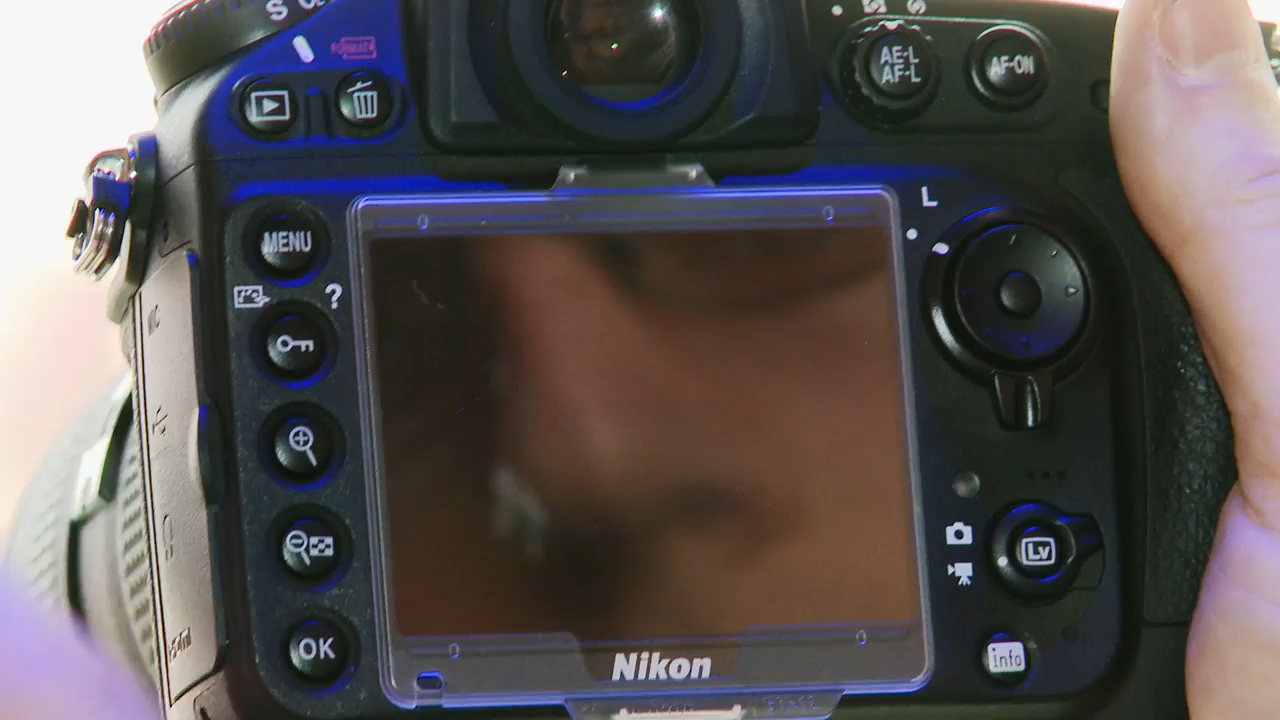 S
FORMAT
AE-L
AF-L
AF-ON
L
MENU
?
OK
Lv
info
Nikon